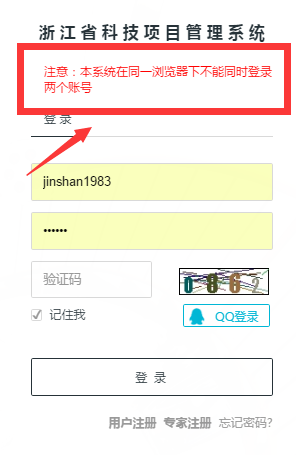 浙江省科技项目管理系统
注意：本系统在同一浏览器下不能同时登录
两个账号
登 录
jinshan1983
••••••
验证码
0862
记住我
QQ登录
登 录
用户注册 专家注册 忘记密码?